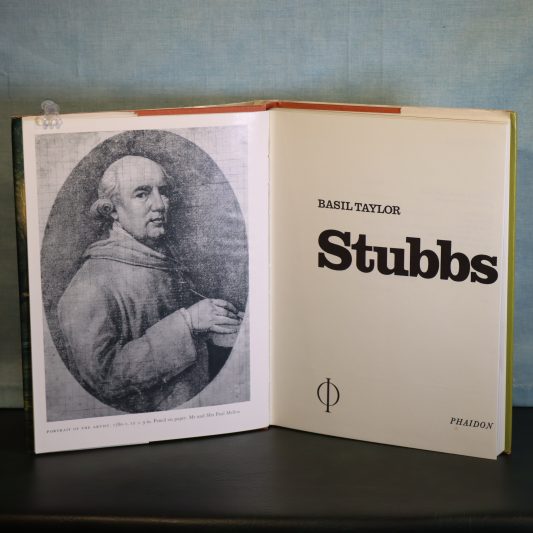 PORTRAIT OF THE ARTIST. Pencil on paper. Mr and Mrs Paul Mellon
BASIL TAYLOR
Stubbs
PHAIDON